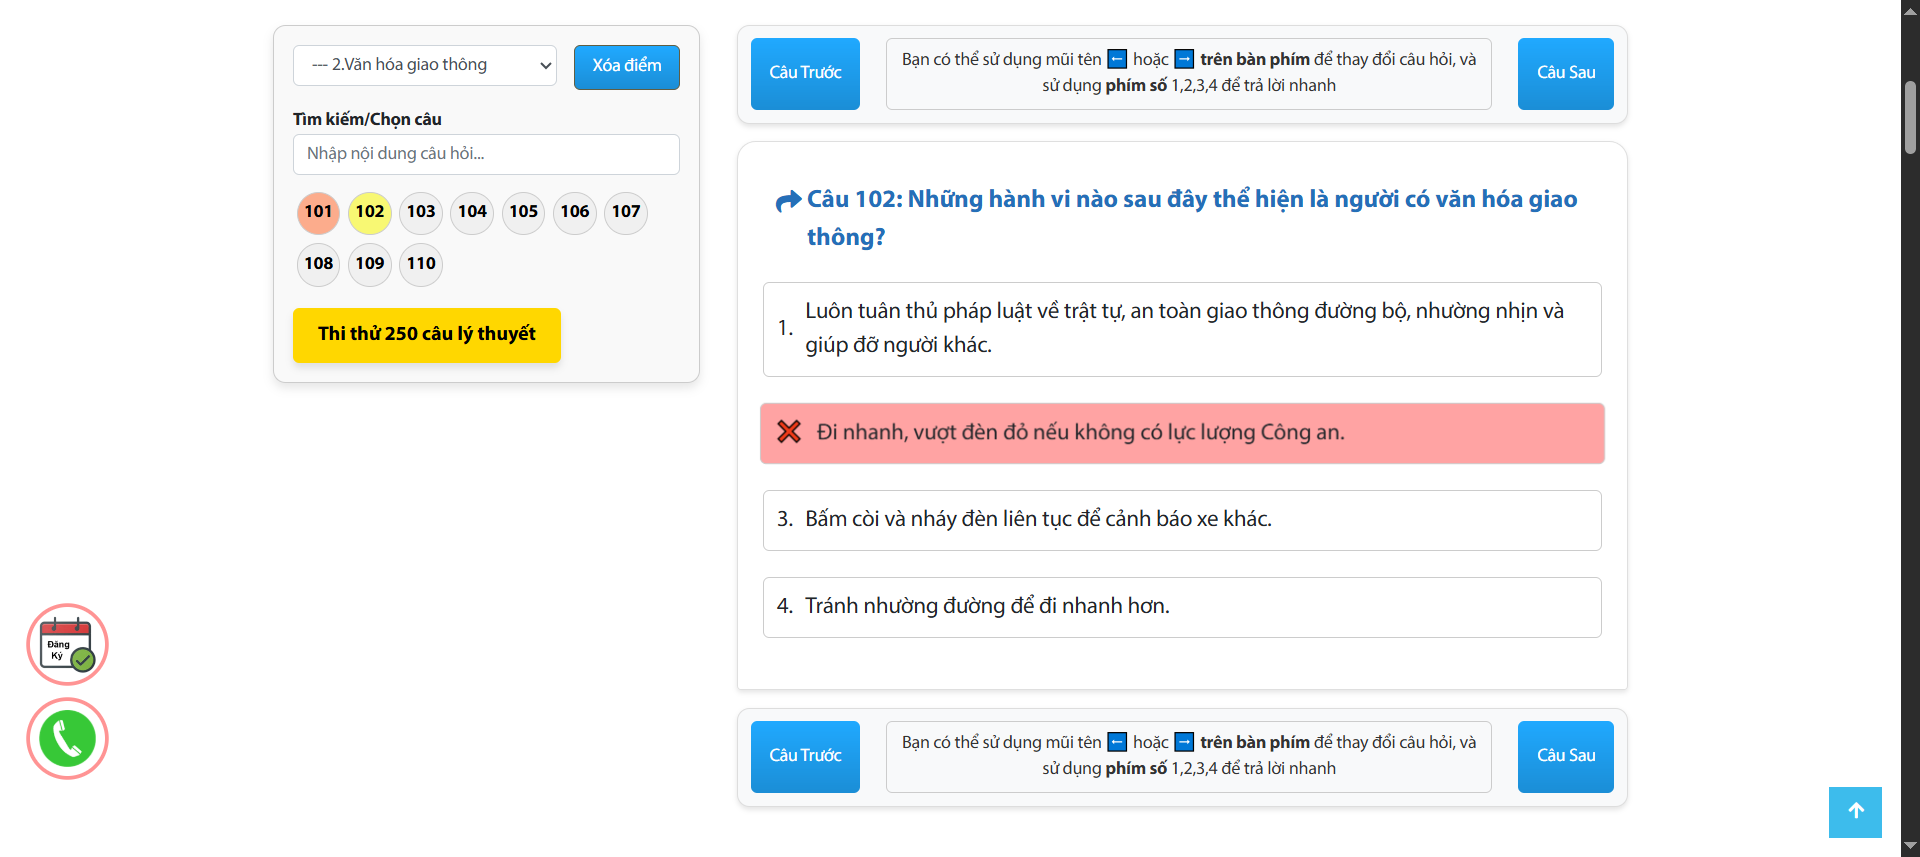 --- 2.Văn hóa giao thông
Xóa điểm
Tìm kiếm/Chọn câu
Nhập nội dung câu hỏi...
101 102 103 104 105 106 107
108 109 110
Thi thử 250 câu lý thuyết
Đăng
Ký
Câu Trước
Bạn có thể sử dụng mũi tên ← hoặc → trên bàn phím để thay đổi câu hỏi, và
sử dụng phím số 1,2,3,4 để trả lời nhanh
Câu Sau
Câu 102: Những hành vi nào sau đây thể hiện là người có văn hóa giao
thông?
1. Luôn tuân thủ pháp luật về trật tự, an toàn giao thông đường bộ, nhường nhịn và
giúp đỡ người khác.
Đi nhanh, vượt đèn đỏ nếu không có lực lượng Công an.
3. Bấm còi và nháy đèn liên tục để cảnh báo xe khác.
4. Tránh nhường đường để đi nhanh hơn.
Câu Trước
Bạn có thể sử dụng mũi tên ← hoặc → trên bàn phím để thay đổi câu hỏi, và
sử dụng phím số 1,2,3,4 để trả lời nhanh
Câu Sau